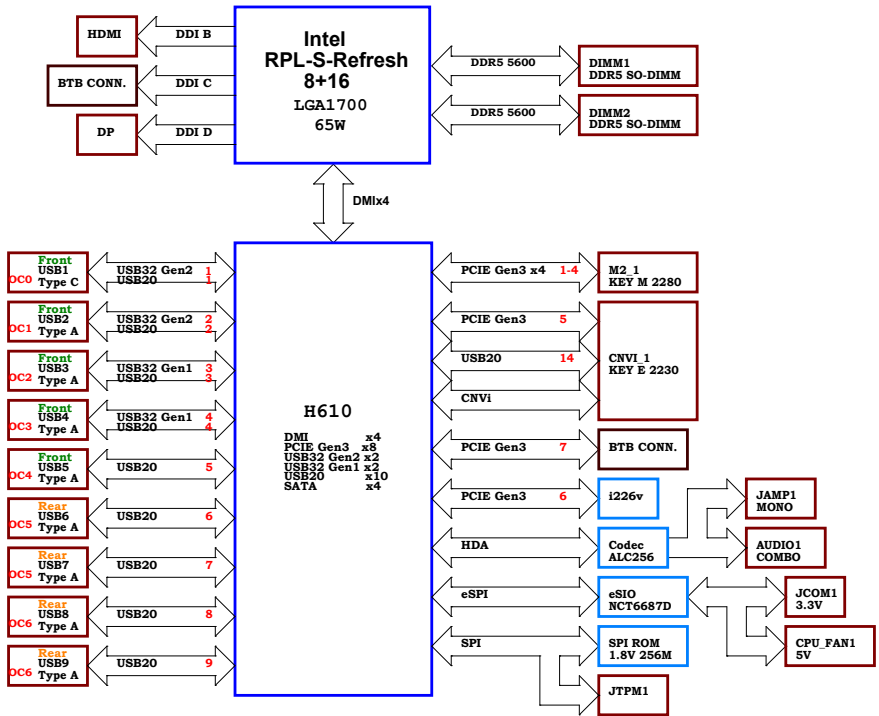 HDMI
DDI B
BTB CONN.
DDI C
DP
DDI D
Intel
RPL-S-Refresh
8+16
LGA1700
65W
DDR5 5600
DIMM1
DDR5 SO-DIMM
DDR5 5600
DIMM2
DDR5 SO-DIMM
DMIx4
Front
USB1
OC0 Type C
USB32 Gen2 1
USB20 1
Front
USB2
OC1 Type A
USB32 Gen2 2
USB20 2
Front
USB3
OC2 Type A
USB32 Gen1 3
USB20 3
Front
USB4
OC3 Type A
USB32 Gen1 4
USB20 4
Front
USB5
OC4 Type A
USB20 5
Rear
USB6
OC5 Type A
USB20 6
Rear
USB7
OC5 Type A
USB20 7
Rear
USB8
OC6 Type A
USB20 8
Rear
USB9
OC6 Type A
USB20 9
H610
DMI x4
PCIE Gen3 x8
USB32 Gen2 x2
USB32 Gen1 x2
USB20 x10
SATA x4
PCIE Gen3 x4 1-4
M2_1
KEY M 2280
PCIE Gen3 5
USB20 14
CNVi
CNVI_1
KEY E 2230
PCIE Gen3 7
BTB CONN.
PCIE Gen3 6
i226v
HDA
Codec
ALC256
JAMP1
MONO
AUDIO1
COMBO
eSPI
eSIO
NCT6687D
JCOM1
3.3V
CPU_FAN1
5V
SPI
SPI ROM
1.8V 256M
JTPM1